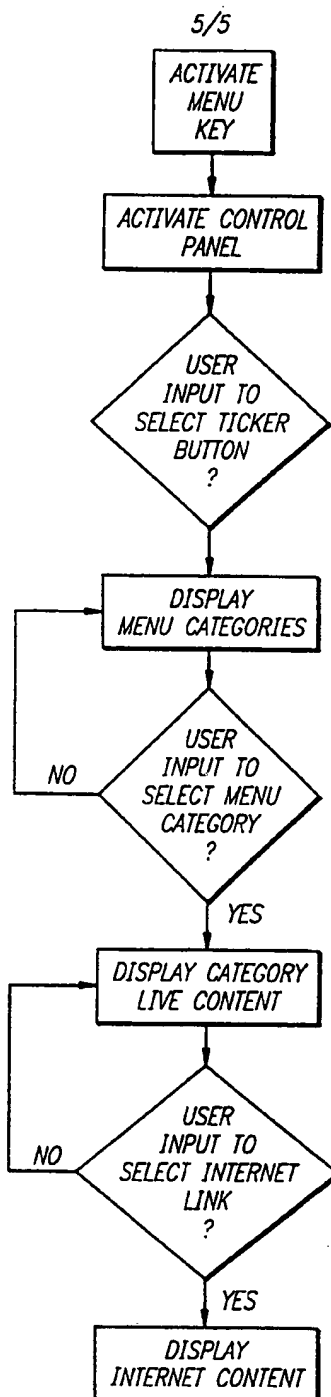 5/5
ACTIVATE
MENU
KEY
ACTIVATE CONTROL
PANEL
USER
INPUT TO
SELECT TICKER
BUTTON
?
DISPLAY
MENU CATEGORIES
USER
INPUT TO
SELECT MENU
CATEGORY
?
NO
YES
DISPLAY CATEGORY
LIVE CONTENT
USER
INPUT TO
SELECT INTERNET
LINK
?
NO
YES
DISPLAY
INTERNET CONTENT